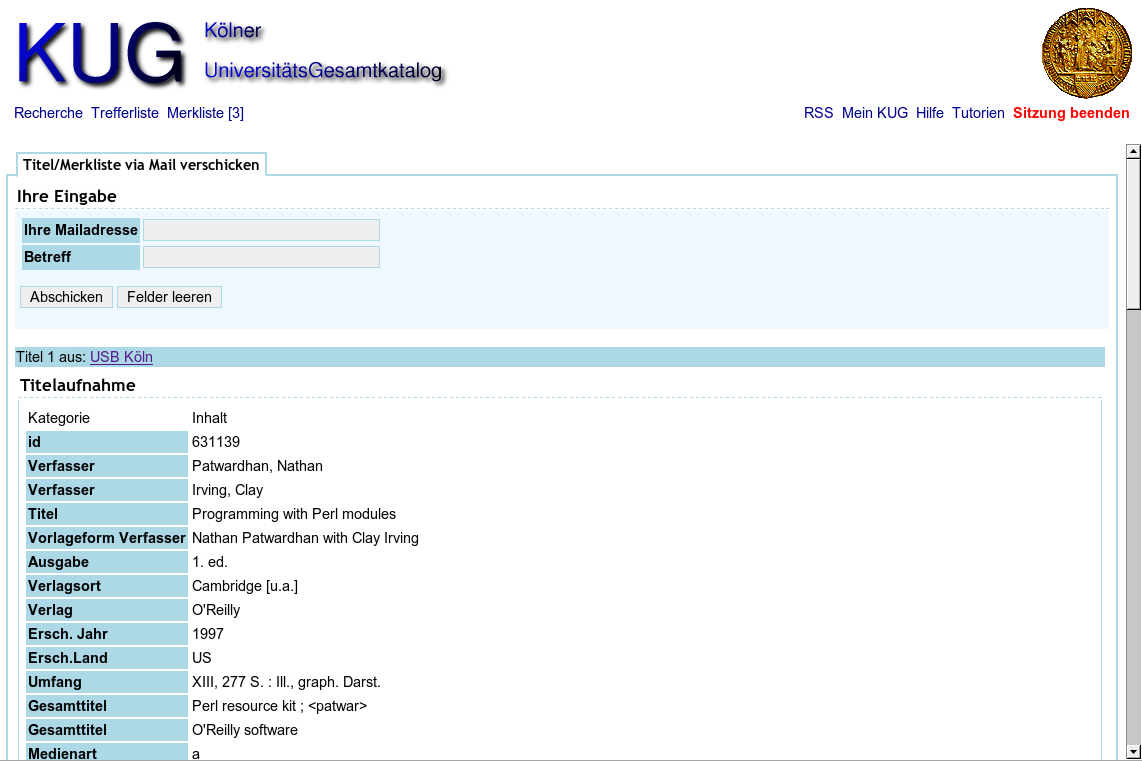 KUG Kölner
UniversitätsGesamtkatalog
Recherche Trefferliste Merkliste [3] RSS Mein KUG Hilfe Tutorien Sitzung beenden
Titel/Merkliste via Mail verschicken
Ihre Eingabe
Ihre Mailadresse
Betreff
Abschicken Felder leeren
Titel 1 aus: USB Köln
Titelaufnahme
Kategorie Inhalt
id 631139
Verfasser Patwardhan, Nathan
Verfasser Irving, Clay
Titel Programming with Perl modules
Vorlageform Verfasser Nathan Patwardhan with Clay Irving
Ausgabe 1. ed.
Verlagsort Cambridge [u.a.]
Verlag O'Reilly
Ersch. Jahr 1997
Ersch.Land US
Umfang XIII, 277 S. : Ill., graph. Darst.
Gesamttitel Perl resource kit ; <patwar>
Gesamttitel O'Reilly software
Medienart a